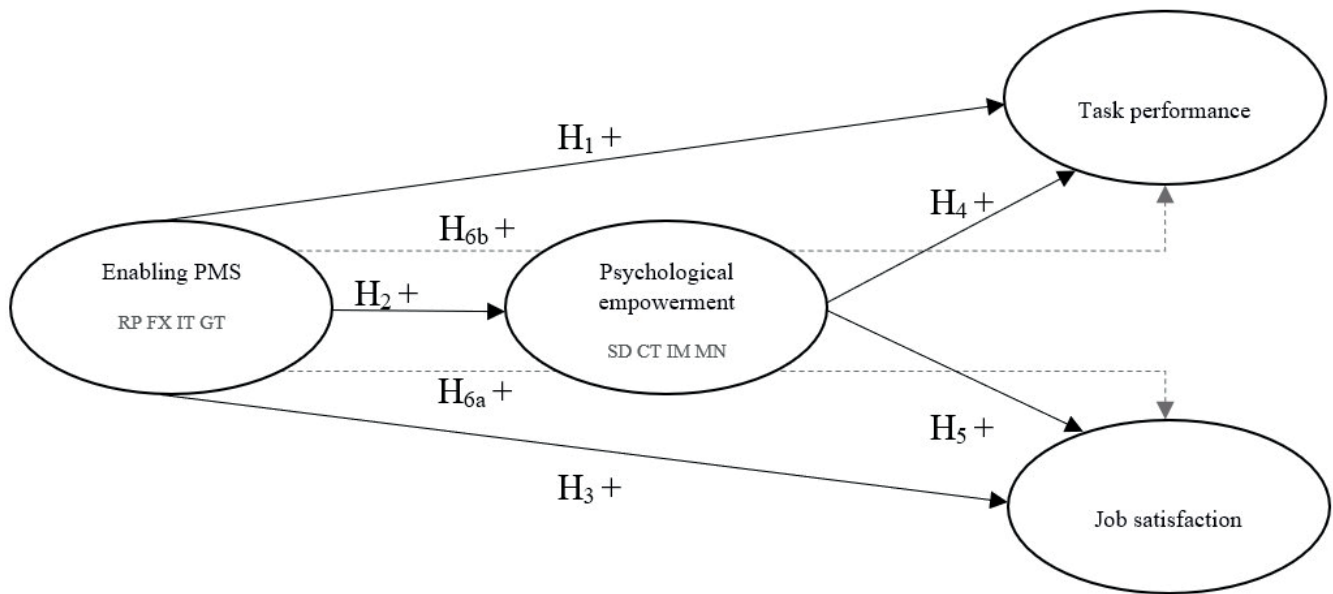 Task performance
H₁ +
H₄ +
H₆b +
Enabling PMS
Psychological
empowerment
H₂ +
RP FX IT GT
SD CT IM MN
H₆a +
H₅ +
H₃ +
Job satisfaction